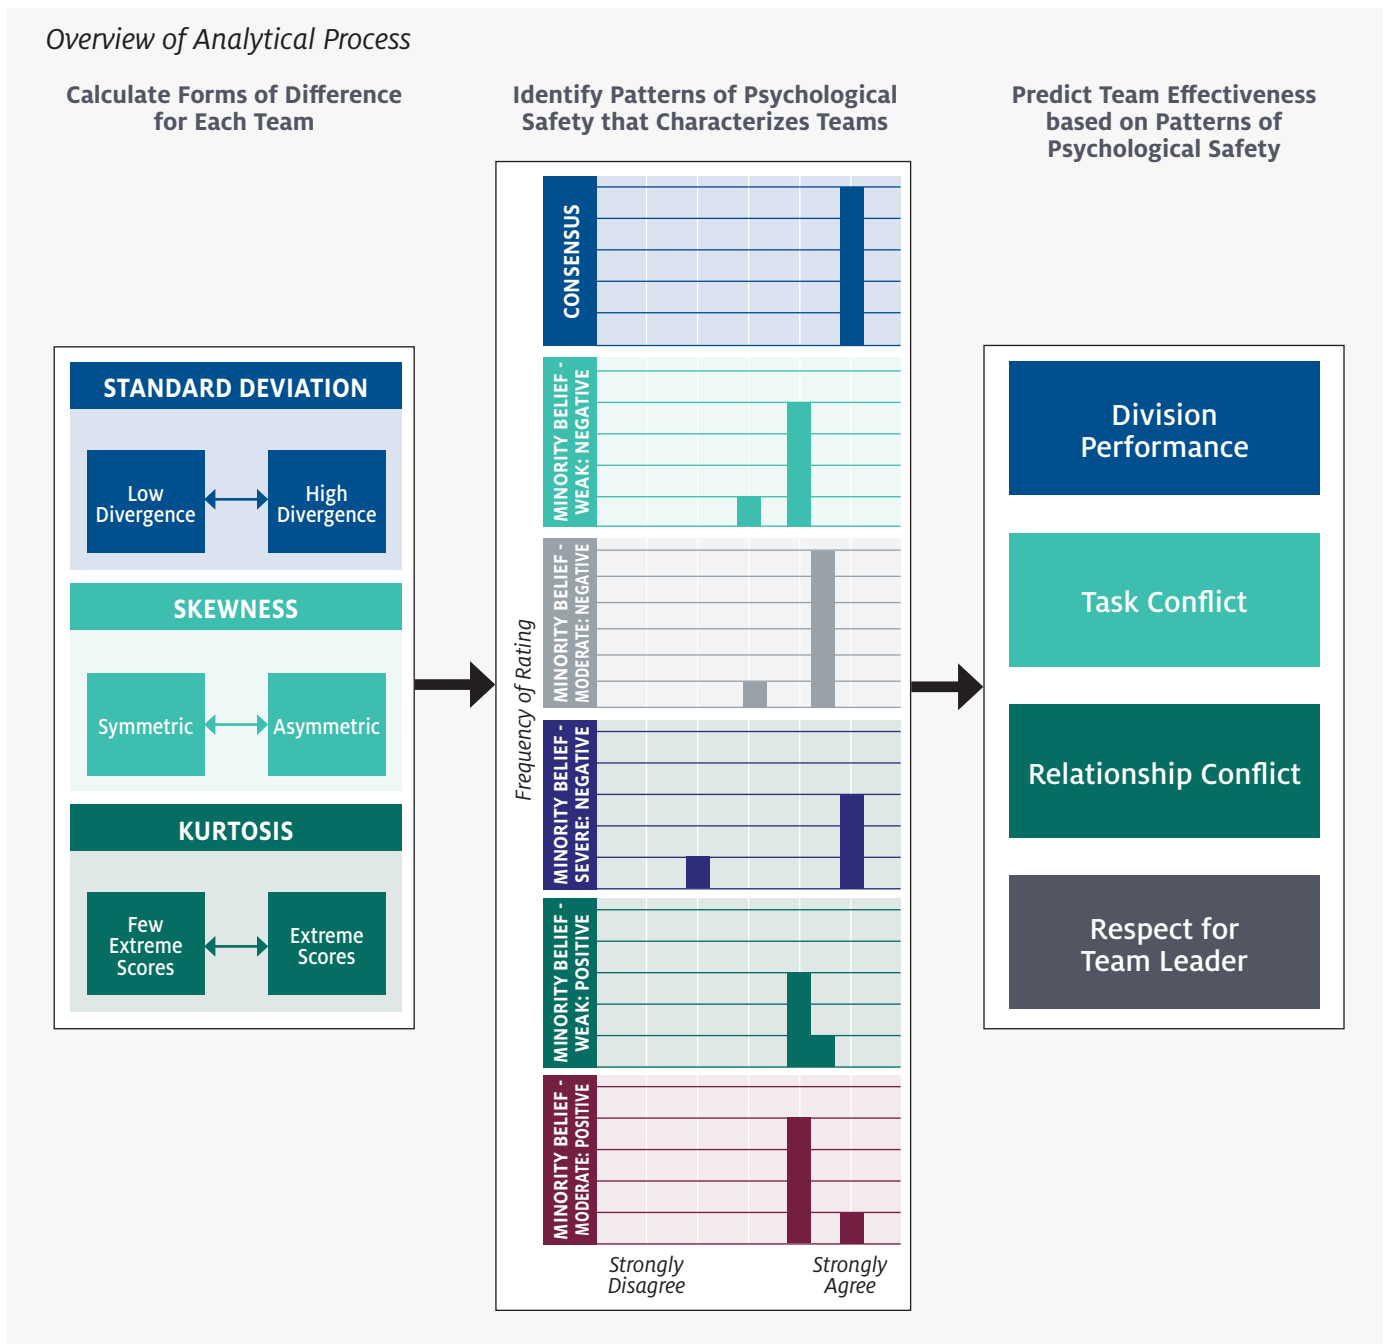 Overview of Analytical Process
Calculate Forms of Difference
for Each Team
STANDARD DEVIATION
Low
Divergence
High
Divergence
SKEWNESS
Symmetric
Asymmetric
KURTOSIS
Few
Extreme
Scores
Extreme
Scores
Identify Patterns of Psychological
Safety that Characterizes Teams
Frequency of Rating
CONSENSUS
MINORITY BELIEF -
WEAK: NEGATIVE
MINORITY BELIEF -
MODERATE: NEGATIVE
MINORITY BELIEF -
SEVERE: NEGATIVE
MINORITY BELIEF -
WEAK: POSITIVE
MINORITY BELIEF -
MODERATE: POSITIVE
Strongly
Disagree
Strongly
Agree
Predict Team Effectiveness
based on Patterns of
Psychological Safety
Division
Performance
Task Conflict
Relationship Conflict
Respect for
Team Leader